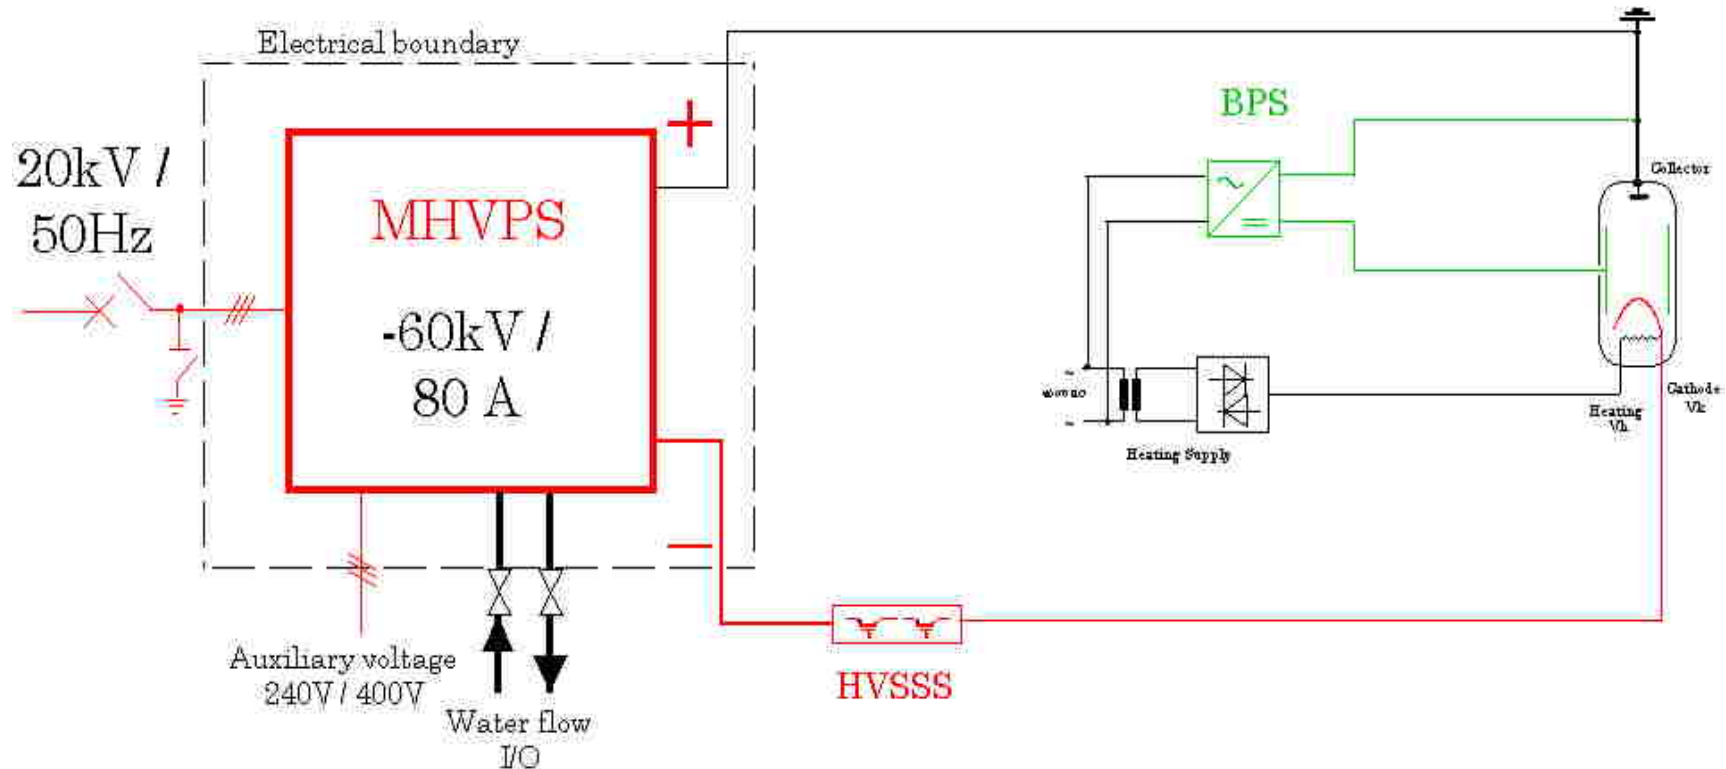 Electrical boundary
20kV /
50Hz
+
MHVPS
-60kV /
80 A
BPS
Collector
Cathode
Vk
Heating
Vh
Heating Supply
HVSSS
Auxiliary voltage
240V / 400V
Water flow
I/O